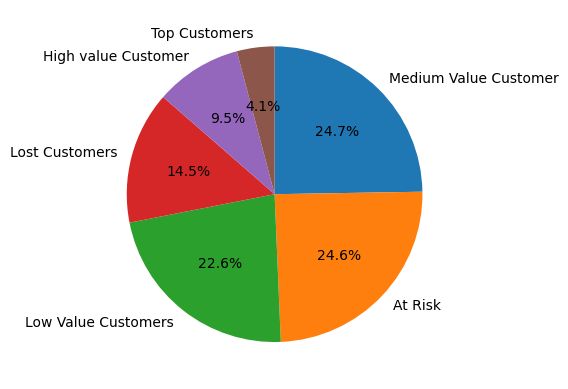 Top Customers
High value Customer
Medium Value Customer
4.1%
9.5%
24.7%
Lost Customers
14.5%
24.6%
22.6%
At Risk
Low Value Customers